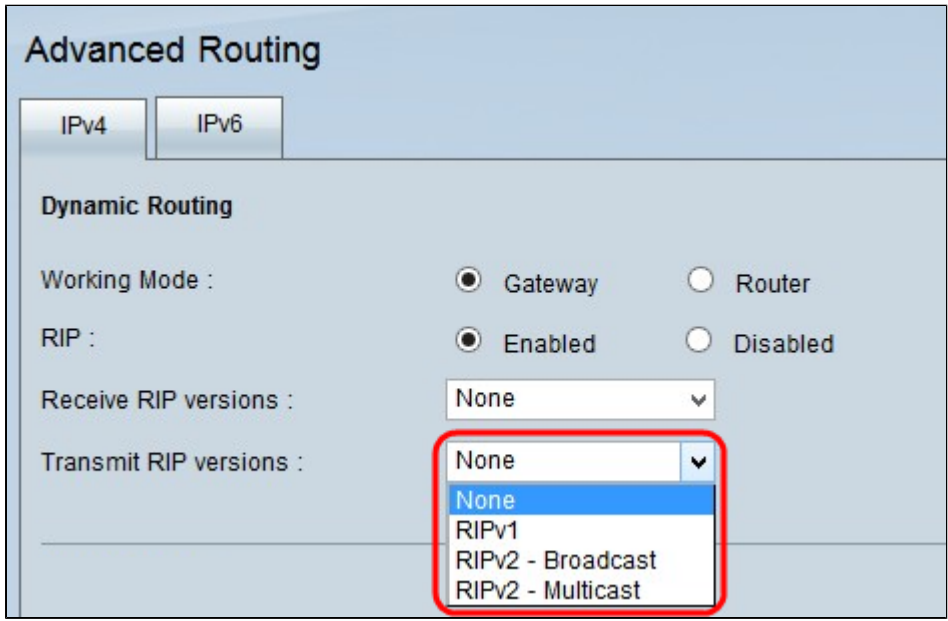 Advanced Routing
IPv4 IPv6
Dynamic Routing
Working Mode : Gateway Router
RIP : Enabled Disabled
Receive RIP versions : None
Transmit RIP versions : None
None
RIPv1
RIPv2 - Broadcast
RIPv2 - Multicast